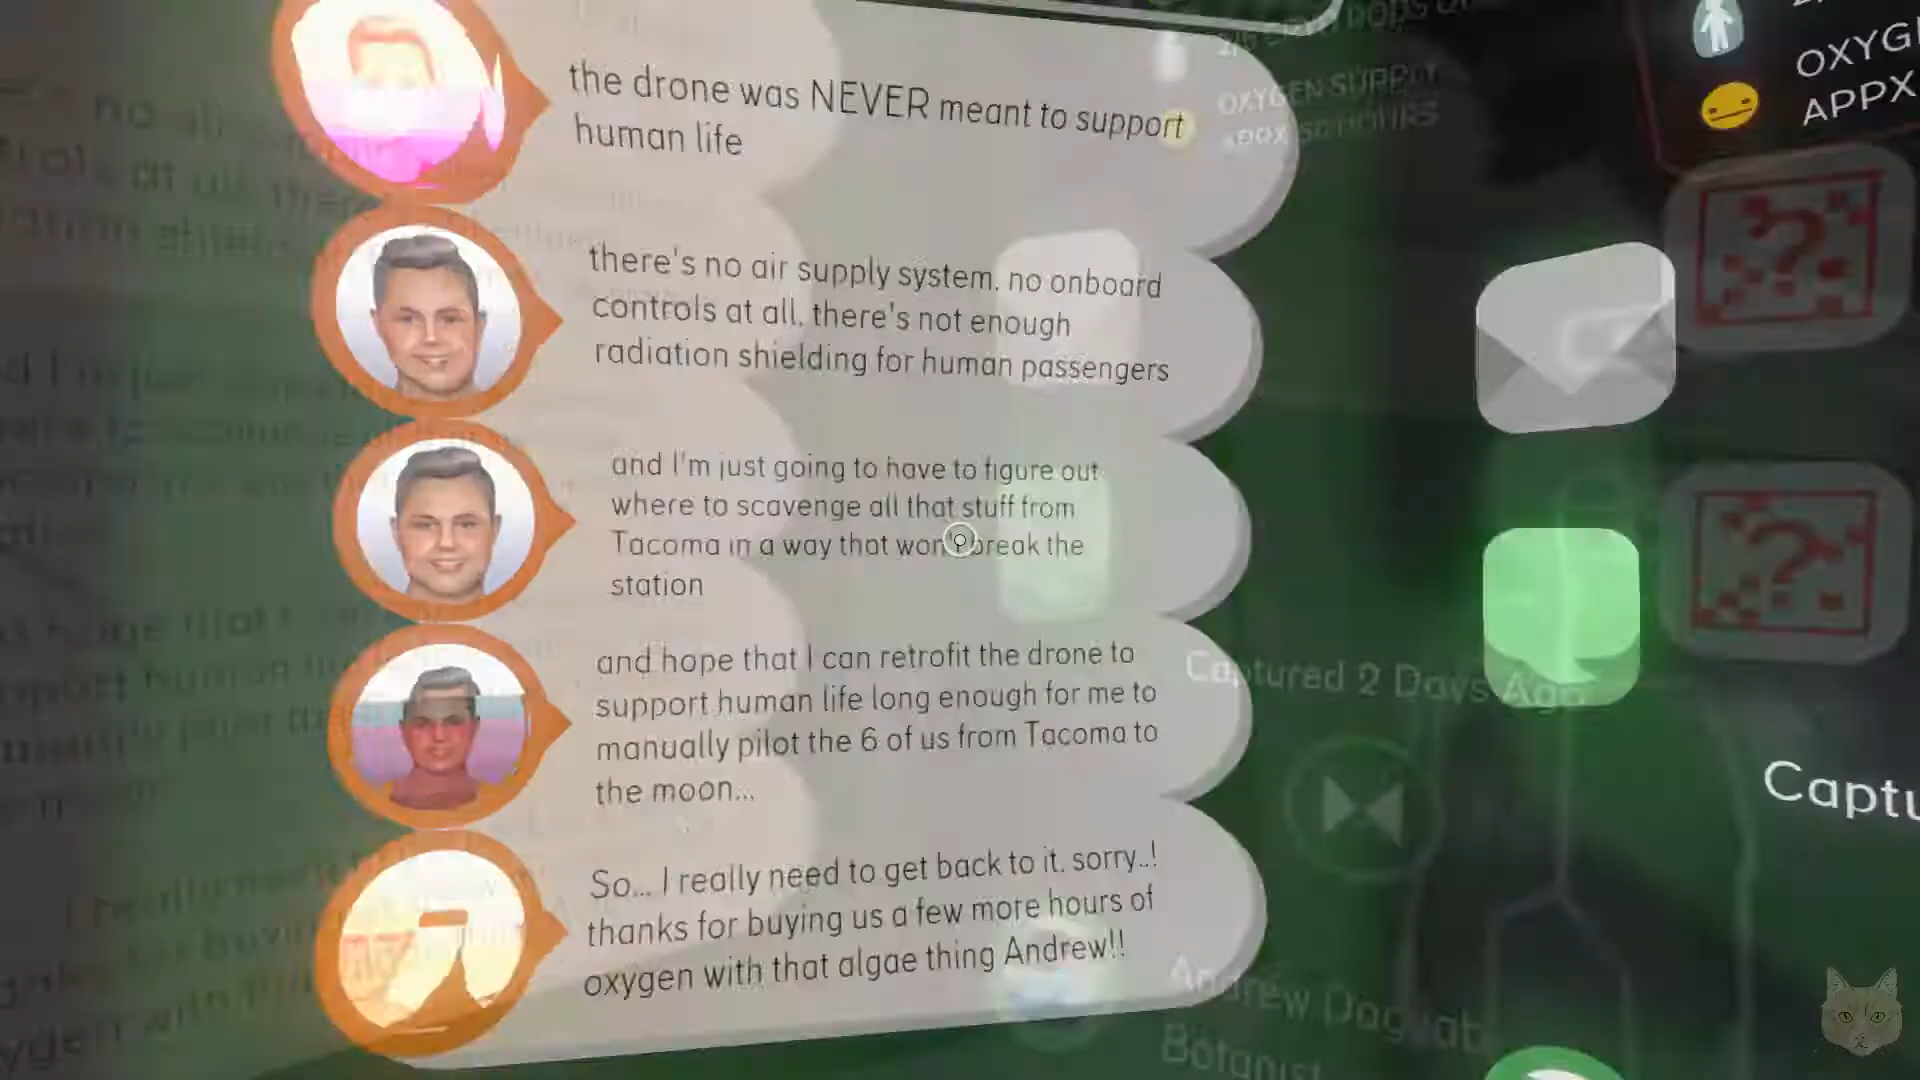 the drone was NEVER meant to support
human life
OXYGEN SUPPLY
OXYG
APPX
there's no air supply system, no onboard
controls at all, there's not enough
radiation shielding for human passengers
and I'm just going to have to figure out
where to scavenge all that stuff from
Tacoma in a way that won't break the
station
and hope that I can retrofit the drone to
support human life long enough for me to
manually pilot the 6 of us from Tacoma to
the moon...
Captured 2 Days Ago
Captu
So... I really need to get back to it, sorry..!
thanks for buying us a few more hours of
oxygen with that algae thing Andrew!!
Andrew
Botanist